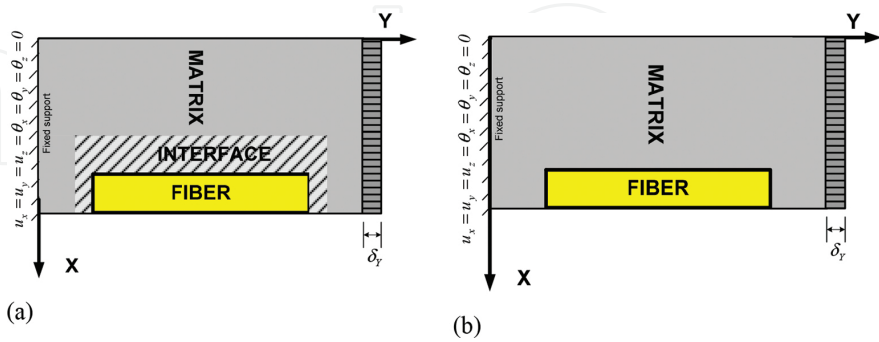 Y
MATRIX
INTERFACE
FIBER
Fixed support
u_x = u_y = u_z = θ_x = θ_y = θ_z = 0
δ_Y
X
(a)
Y
MATRIX
FIBER
Fixed support
u_x = u_y = u_z = θ_x = θ_y = θ_z = 0
δ_Y
X
(b)